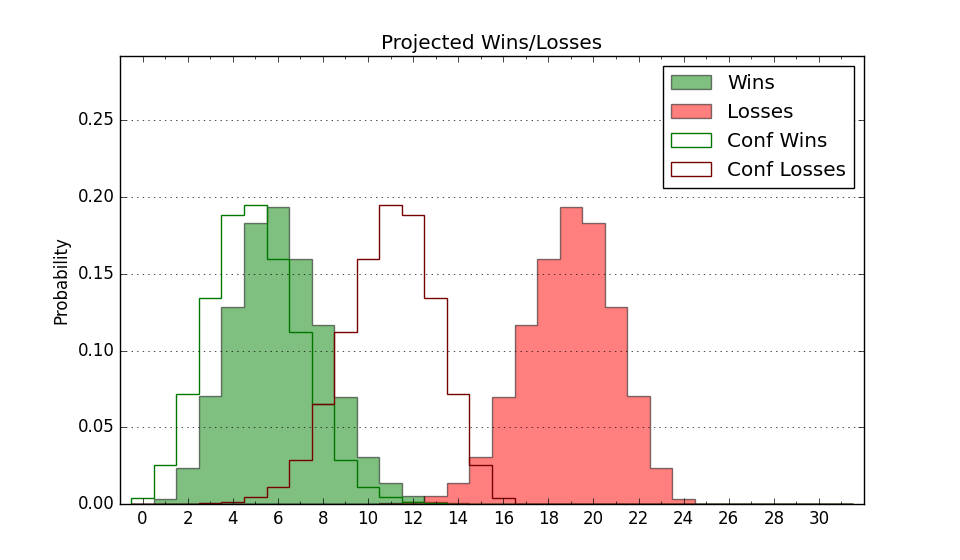 Projected Wins/Losses
Wins
Losses
Conf Wins
Conf Losses
Probability
0.25
0.20
0.15
0.10
0.05
0.00
0 2 4 6 8 10 12 14 16 18 20 22 24 26 28 30